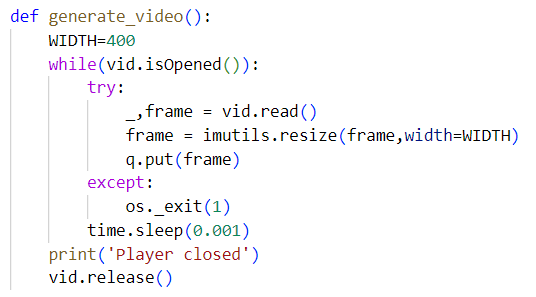 def generate_video():
    WIDTH=400
    while(vid.isOpened()):
        try:
            _,frame = vid.read()
            frame = imutils.resize(frame,width=WIDTH)
            q.put(frame)
        except:
            os._exit(1)
        time.sleep(0.001)
    print('Player closed')
    vid.release()